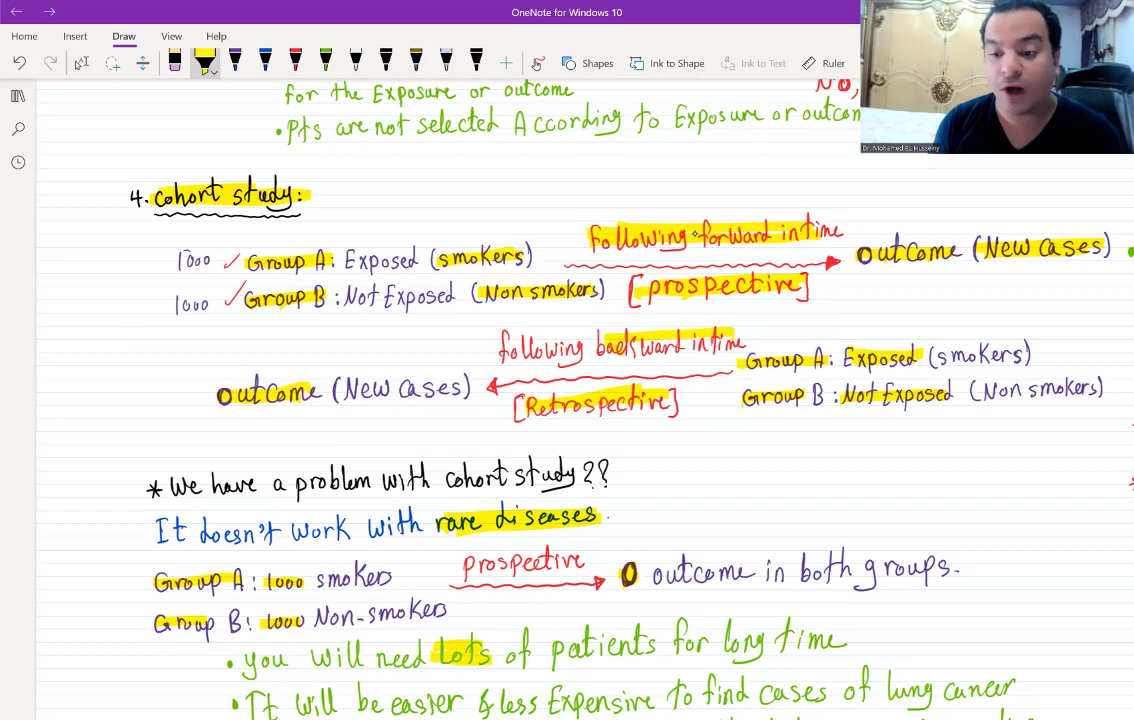 OneNote for Windows 10
Home Insert Draw View Help
Shapes Ink to Shape Ink to Text Ruler
for the Exposure or outcome
NO,
• Pts are not selected According to Exposure or outcom
Dr. Mohamed EL Husseiny
4. cohort study:
1000 ✓ Group A: Exposed (smokers)
1000 ✓ Group B: Not Exposed (Non smokers)
Following forward in time
[prospective]
outcome (New cases)
following backward in time
[Retrospective]
outcome (New cases)
Group A: Exposed (smokers)
Group B: Not Exposed (Non smokers)
* We have a problem with cohort study??
It doesn't work with rare diseases.
Group A: 1000 smokers
Group B: 1000 Non-smokers
prospective
0 outcome in both groups.
• you will need lots of patients for long time
• It will be easier & less Expensive to find cases of lung cancer